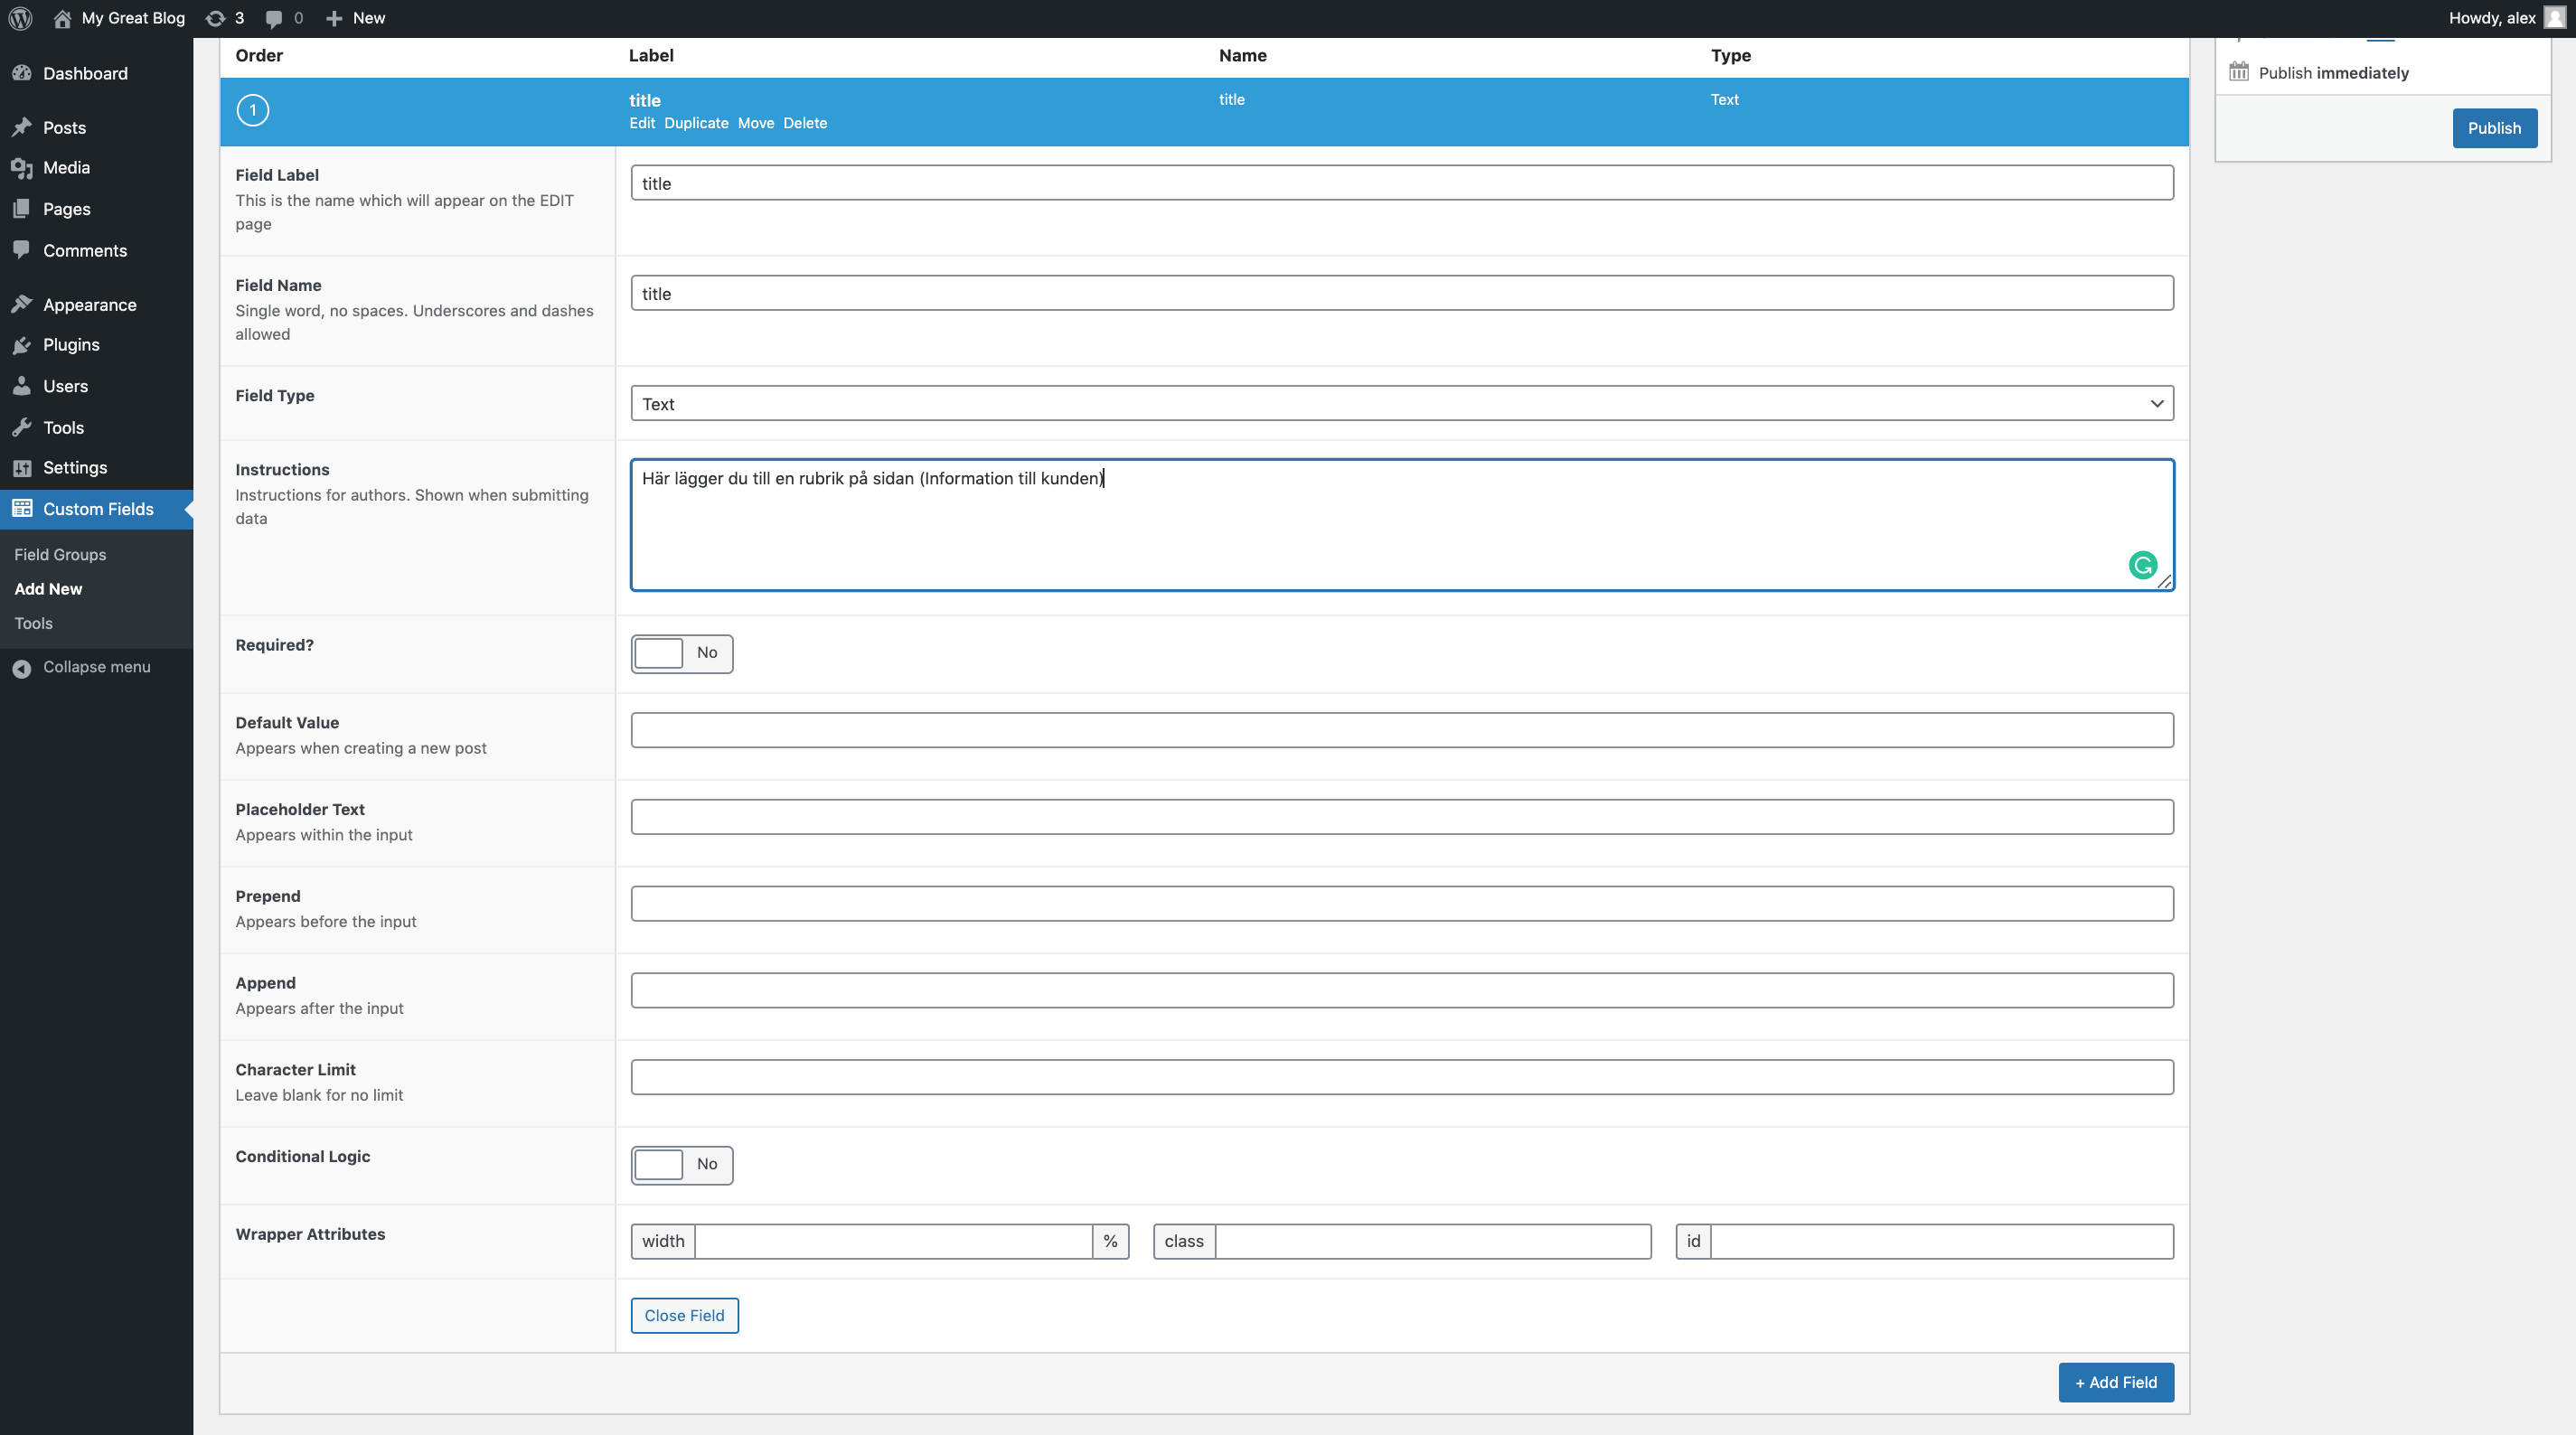 My Great Blog 3 0 New Howdy, alex
Dashboard
Posts
Media
Pages
Comments
Appearance
Plugins
Users
Tools
Settings
Custom Fields
Field Groups
Add New
Tools
Collapse menu
Order Label Name Type
1 title title Text
Edit Duplicate Move Delete
Field Label
This is the name which will appear on the EDIT
page
title
Field Name
Single word, no spaces. Underscores and dashes
allowed
title
Field Type
Text
Instructions
Instructions for authors. Shown when submitting
data
Här lägger du till en rubrik på sidan (Information till kunden)
Required?
No
Default Value
Appears when creating a new post
Placeholder Text
Appears within the input
Prepend
Appears before the input
Append
Appears after the input
Character Limit
Leave blank for no limit
Conditional Logic
No
Wrapper Attributes
width % class id
Close Field
+ Add Field
Publish immediately
Publish